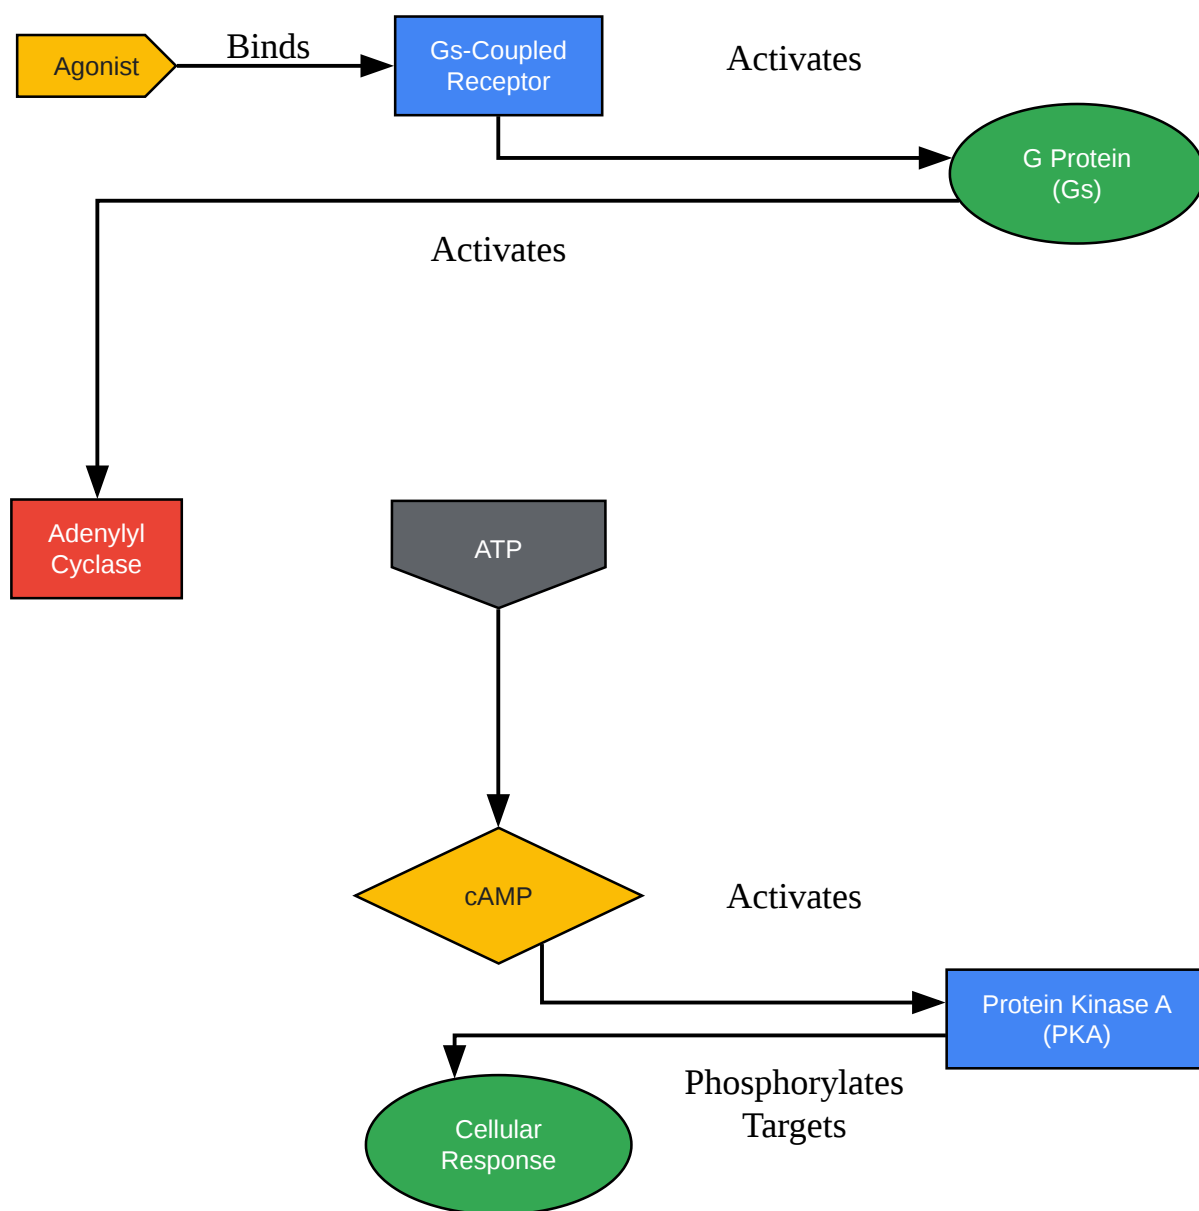 Agonist
Binds
Gs-Coupled
Receptor
Activates
G Protein
(Gs)
Activates
Adenylyl
Cyclase
ATP
cAMP
Activates
Protein Kinase A
(PKA)
Phosphorylates
Targets
Cellular
Response